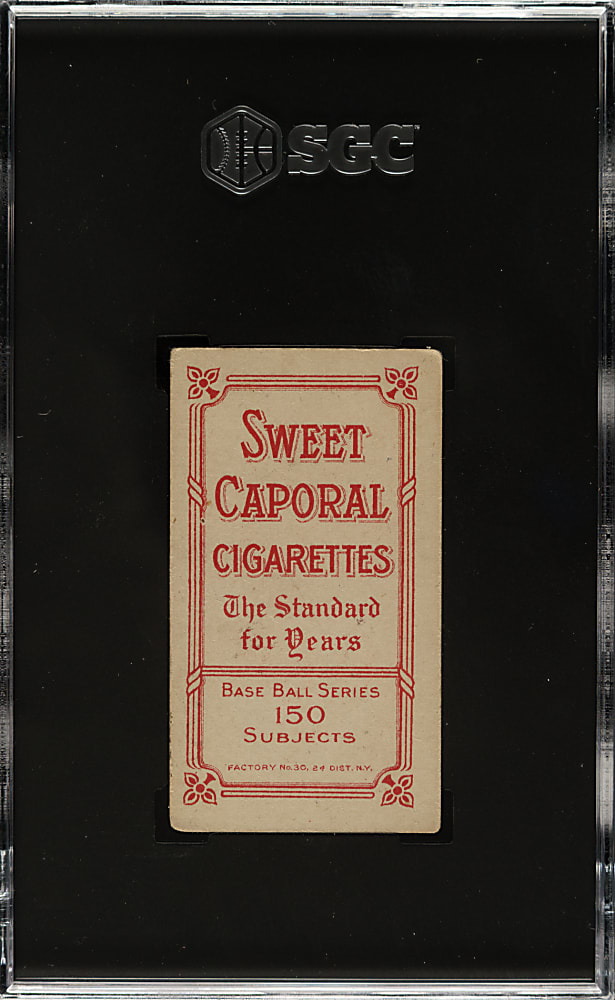 SGC
SWEET
CAPORAL
CIGARETTES
The Standard
for Years
BASE BALL SERIES
150
SUBJECTS
FACTORY No. 30, 2d DIST. N.Y.